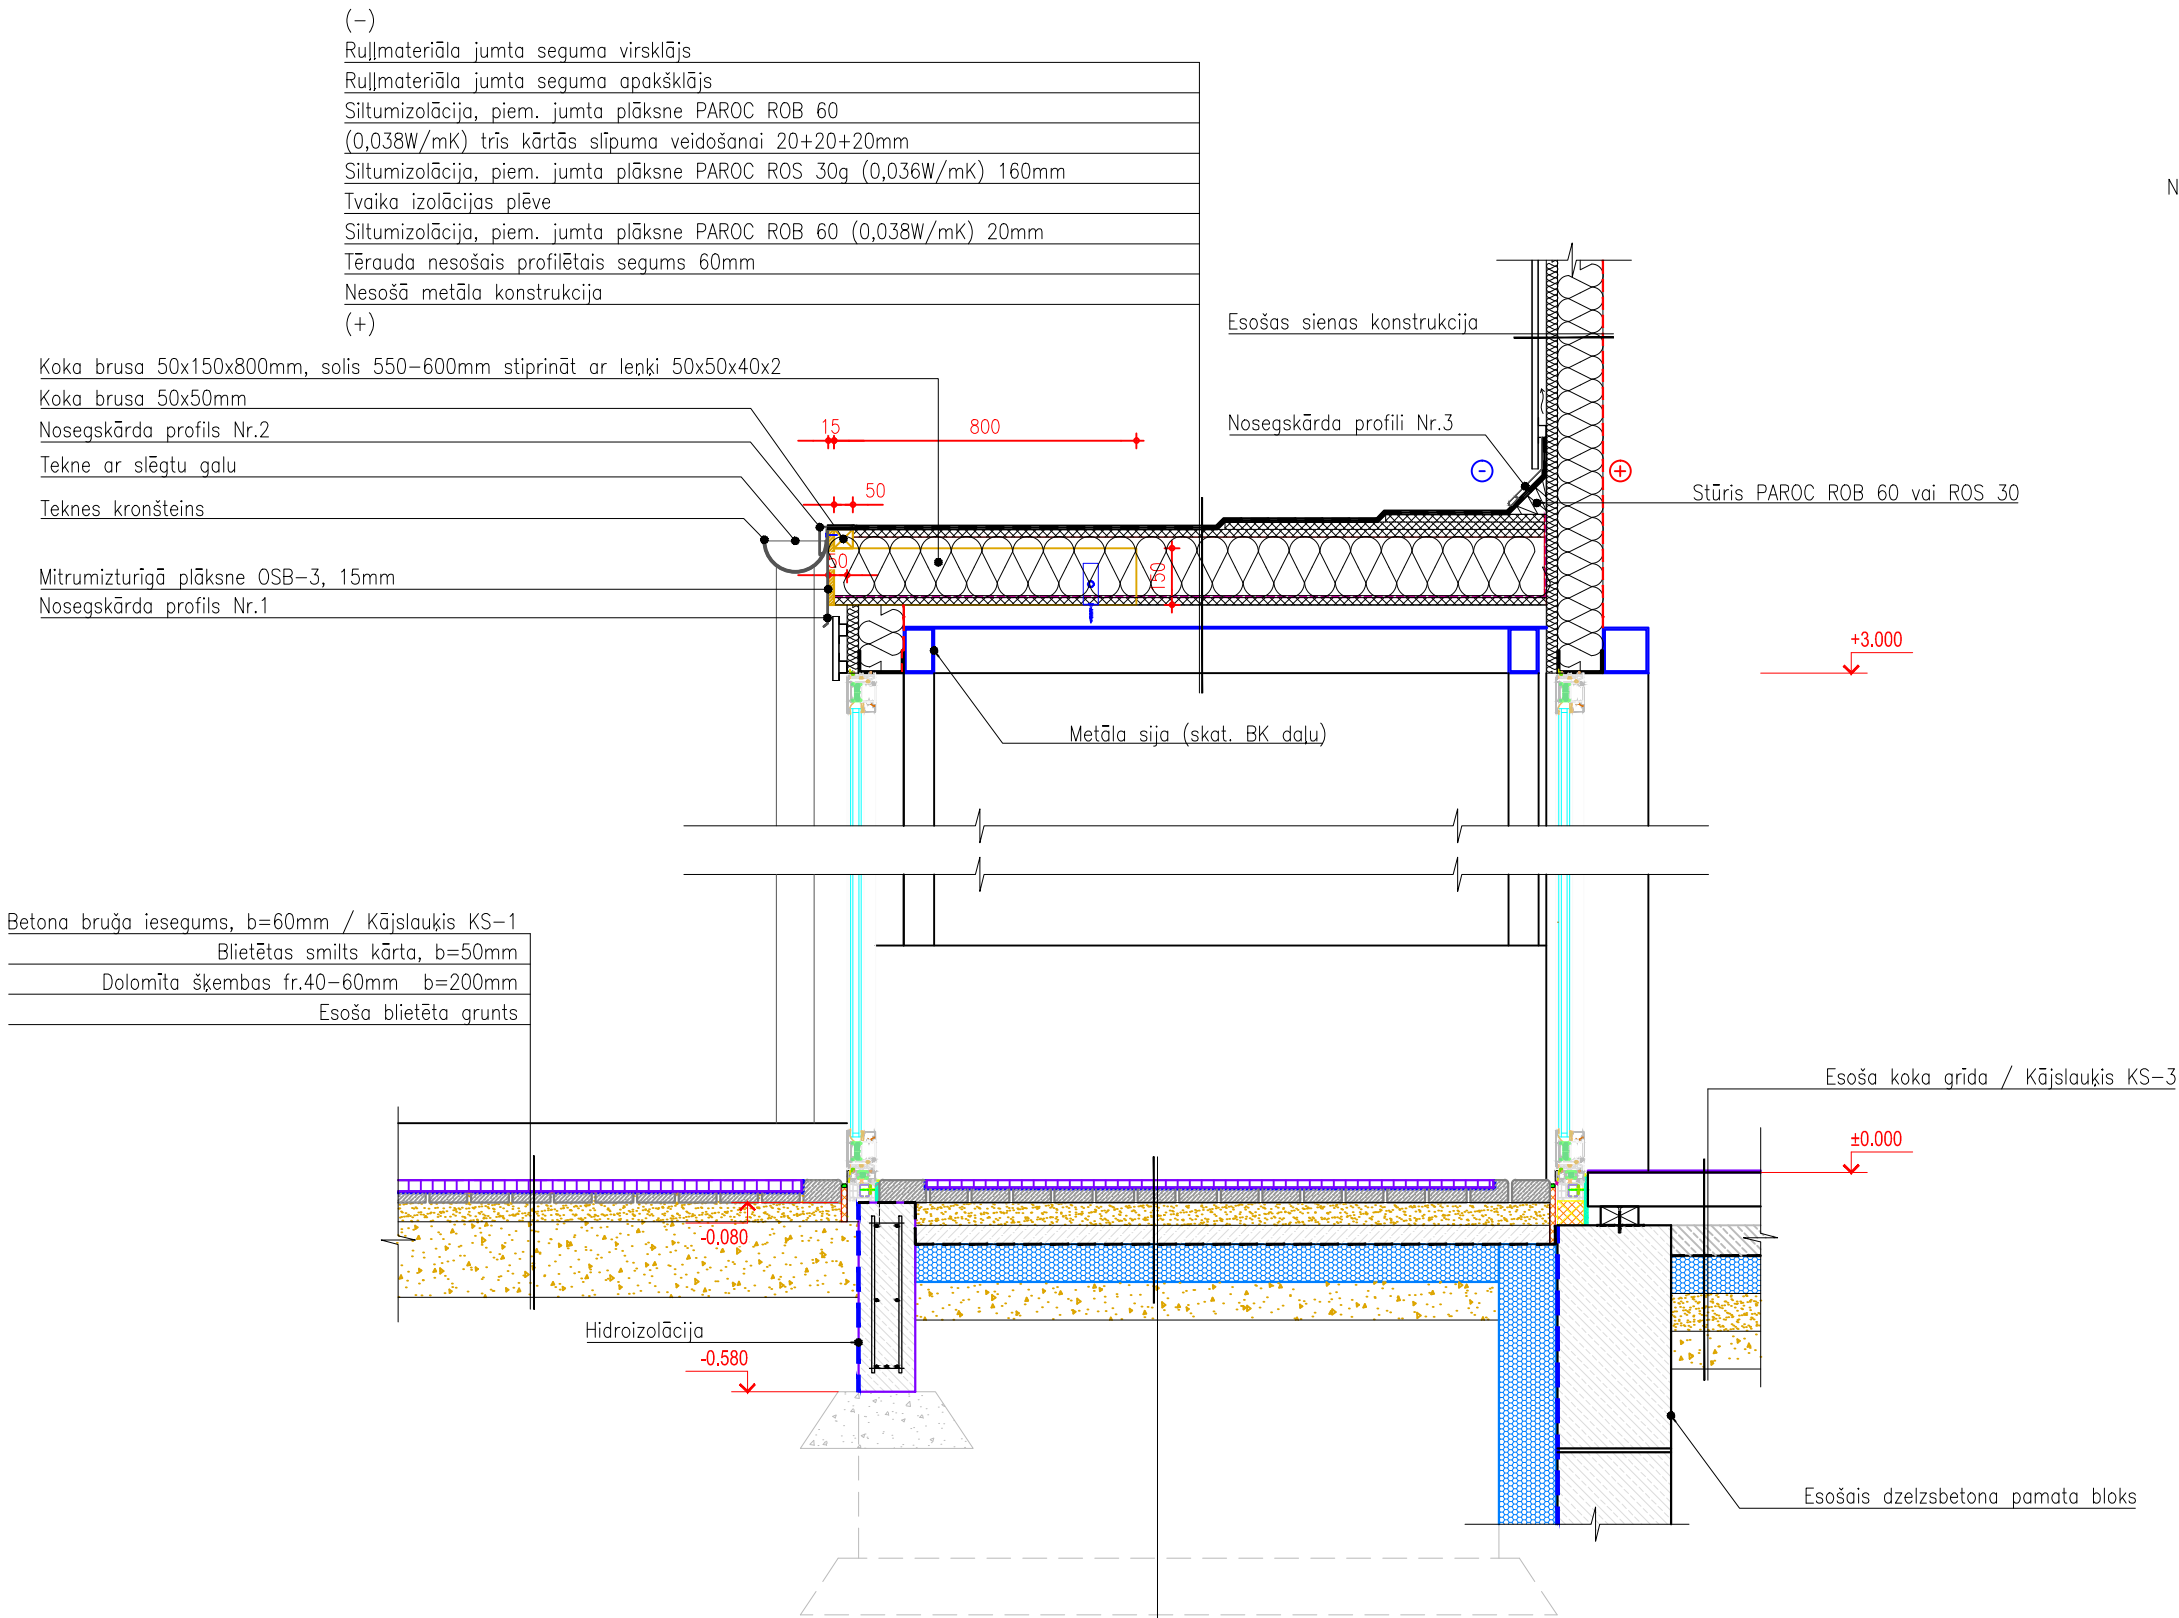 (-)
Ruļļmateriāla jumta seguma virsklājs
Ruļļmateriāla jumta seguma apakšklājs
Siltumizolācija, piem. jumta plāksne PAROC ROB 60
(0,038W/mK) trīs kārtās slīpuma veidošanai 20+20+20mm
Siltumizolācija, piem. jumta plāksne PAROC ROS 30g (0,036W/mK) 160mm
Tvaika izolācijas plēve
Siltumizolācija, piem. jumta plāksne PAROC ROB 60 (0,038W/mK) 20mm
Tērauda nesošais profilētais segums 60mm
Nesošā metāla konstrukcija
(+)
N
Esošas sienas konstrukcija
Koka brusa 50x150x800mm, solis 550-600mm stiprināt ar leņķi 50x50x40x2
Koka brusa 50x50mm
Nosegskārda profils Nr.2
Tekne ar slēgtu galu
Teknes kronšteins
Mitrumizturīgā plāksne OSB-3, 15mm
Nosegskārda profils Nr.1
15
800
50
50
150
Nosegskārda profili Nr.3
-
+
Stūris PAROC ROB 60 vai ROS 30
+3.000
Metāla sija (skat. BK daļu)
Betona bruģa iesegums, b=60mm / Kājslauķis KS-1
Blietētas smilts kārta, b=50mm
Dolomīta šķembas fr.40-60mm b=200mm
Esoša blietēta grunts
Esoša koka grīda / Kājslauķis KS-3
±0.000
-0.080
Hidroizolācija
-0.580
Esošais dzelzsbetona pamata bloks